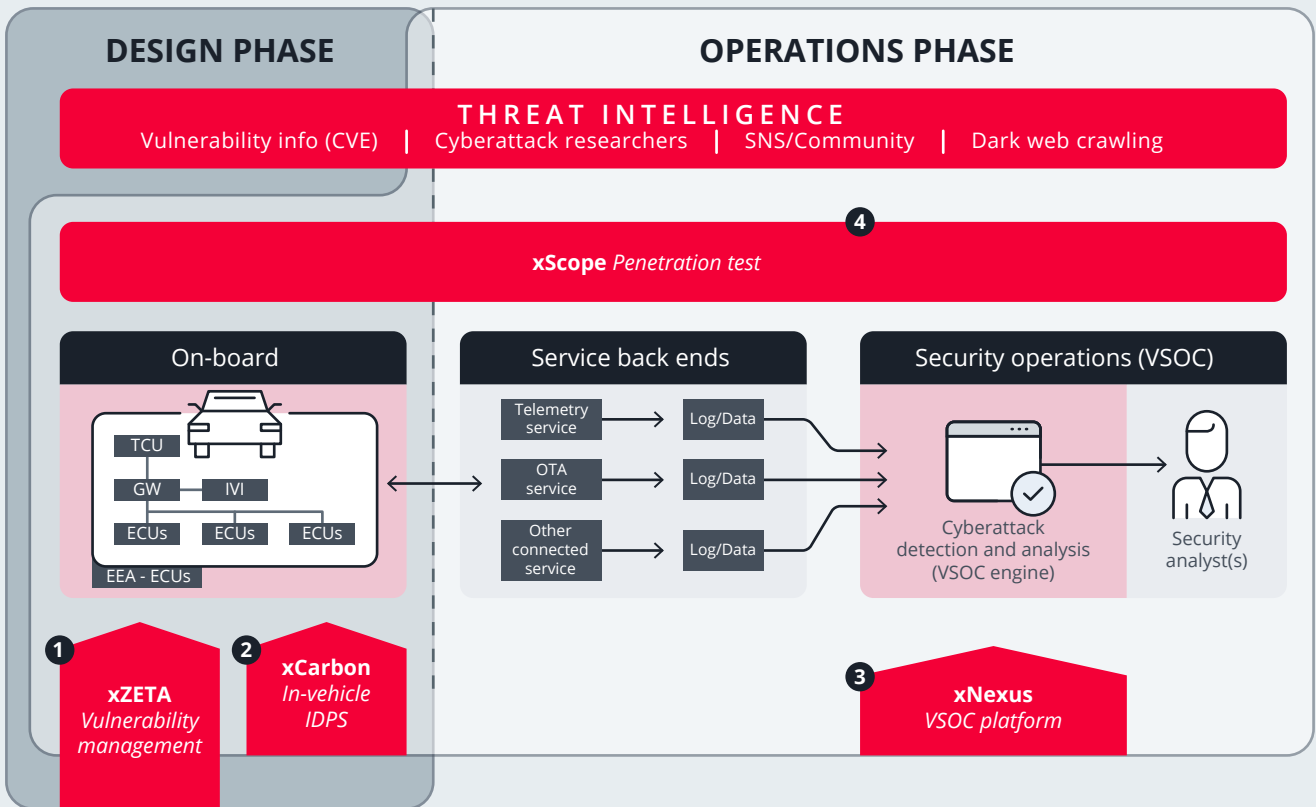 DESIGN PHASE
OPERATIONS PHASE
THREAT INTELLIGENCE
Vulnerability info (CVE) | Cyberattack researchers | SNS/Community | Dark web crawling
4
xScope Penetration test
On-board
TCU
GW
IVI
ECUs
ECUs
ECUs
EEA - ECUs
Service back ends
Telemetry
service
Log/Data
OTA
service
Log/Data
Other
connected
service
Log/Data
Security operations (VSOC)
Cyberattack
detection and analysis
(VSOC engine)
Security
analyst(s)
1
xZETA
Vulnerability
management
2
xCarbon
In-vehicle
IDPS
3
xNexus
VSOC platform